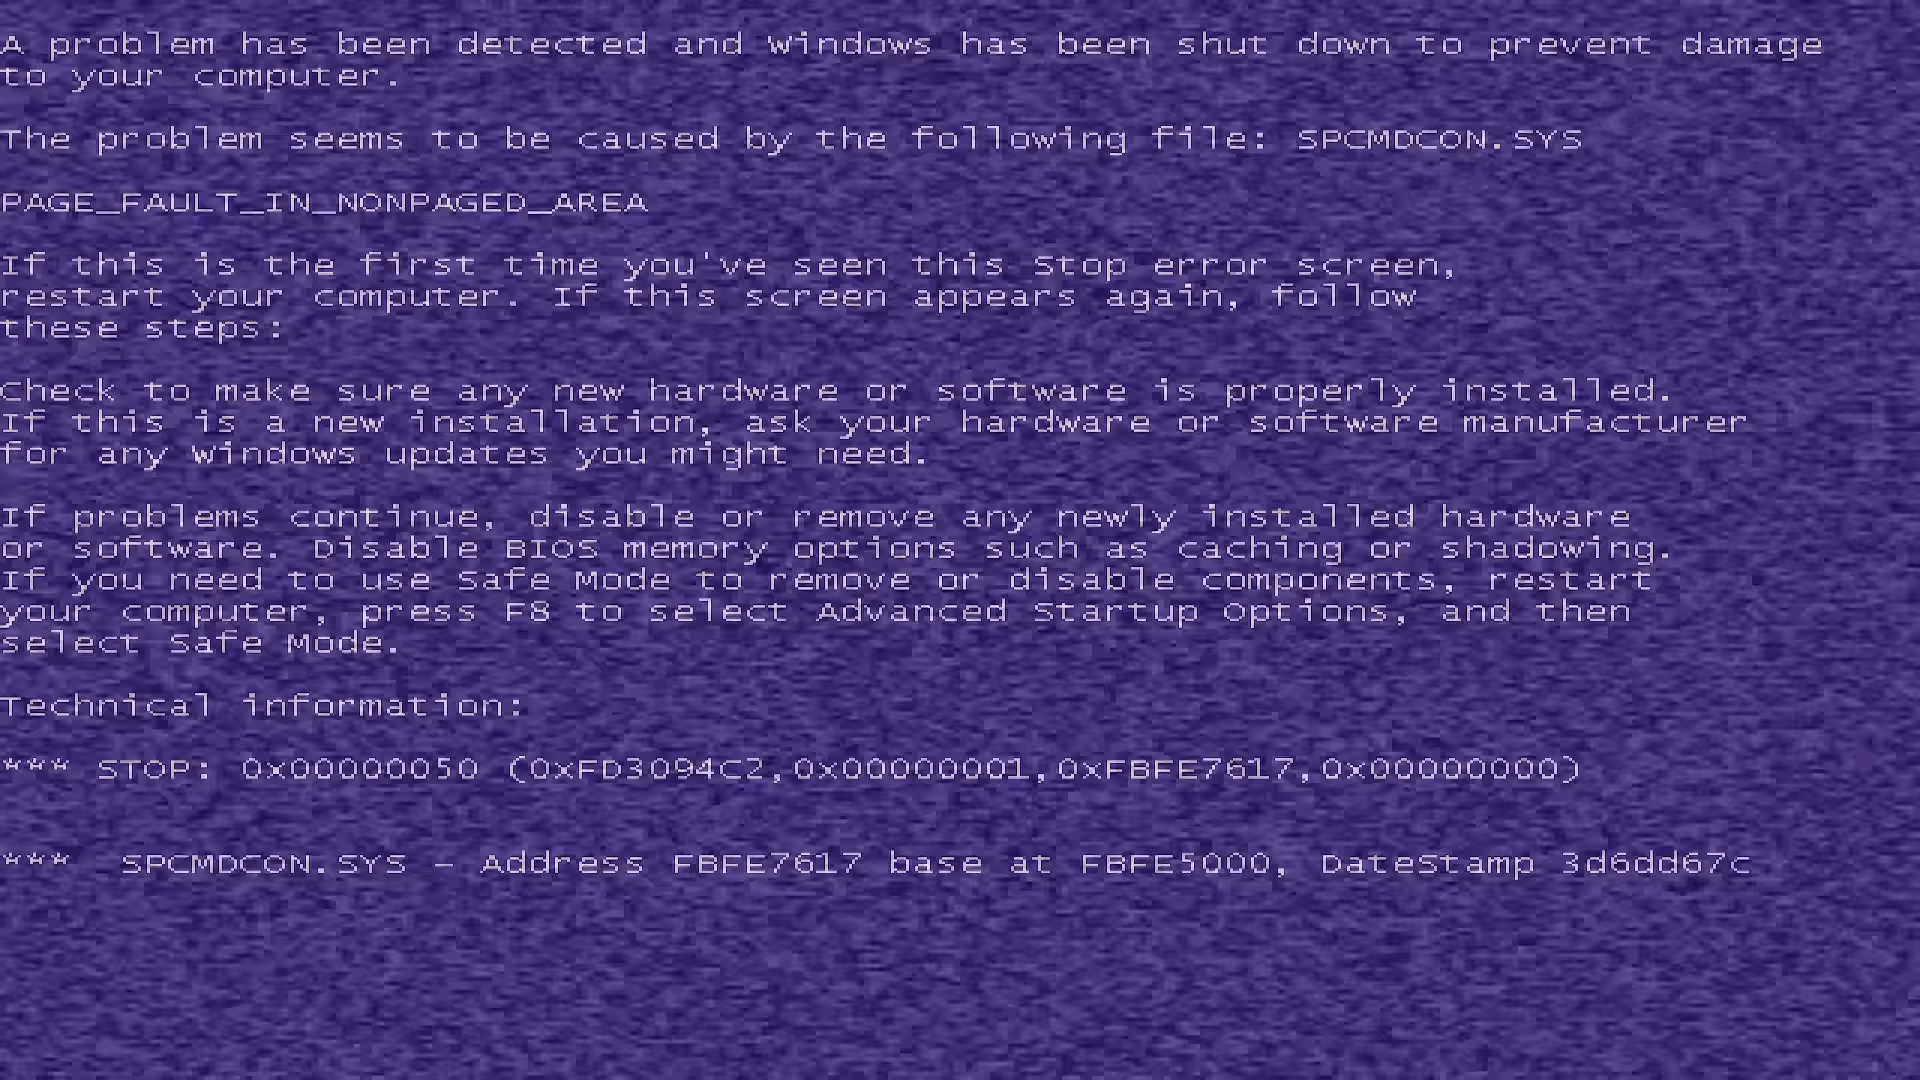 A problem has been detected and Windows has been shut down to prevent damage
to your computer.
The problem seems to be caused by the following file: SPCMDCON.SYS
PAGE_FAULT_IN_NONPAGED_AREA
If this is the first time you've seen this Stop error screen,
restart your computer. If this screen appears again, follow
these steps:
Check to make sure any new hardware or software is properly installed.
If this is a new installation, ask your hardware or software manufacturer
for any Windows updates you might need.
If problems continue, disable or remove any newly installed hardware
or software. Disable BIOS memory options such as caching or shadowing.
If you need to use Safe Mode to remove or disable components, restart
your computer, press F8 to select Advanced Startup Options, and then
select Safe Mode.
Technical information:
*** STOP: 0x00000050 (0xFD3094C2,0x00000001,0xFBFE7617,0x00000000)
***  SPCMDCON.SYS - Address FBFE7617 base at FBFE5000, DateStamp 3d6dd67c